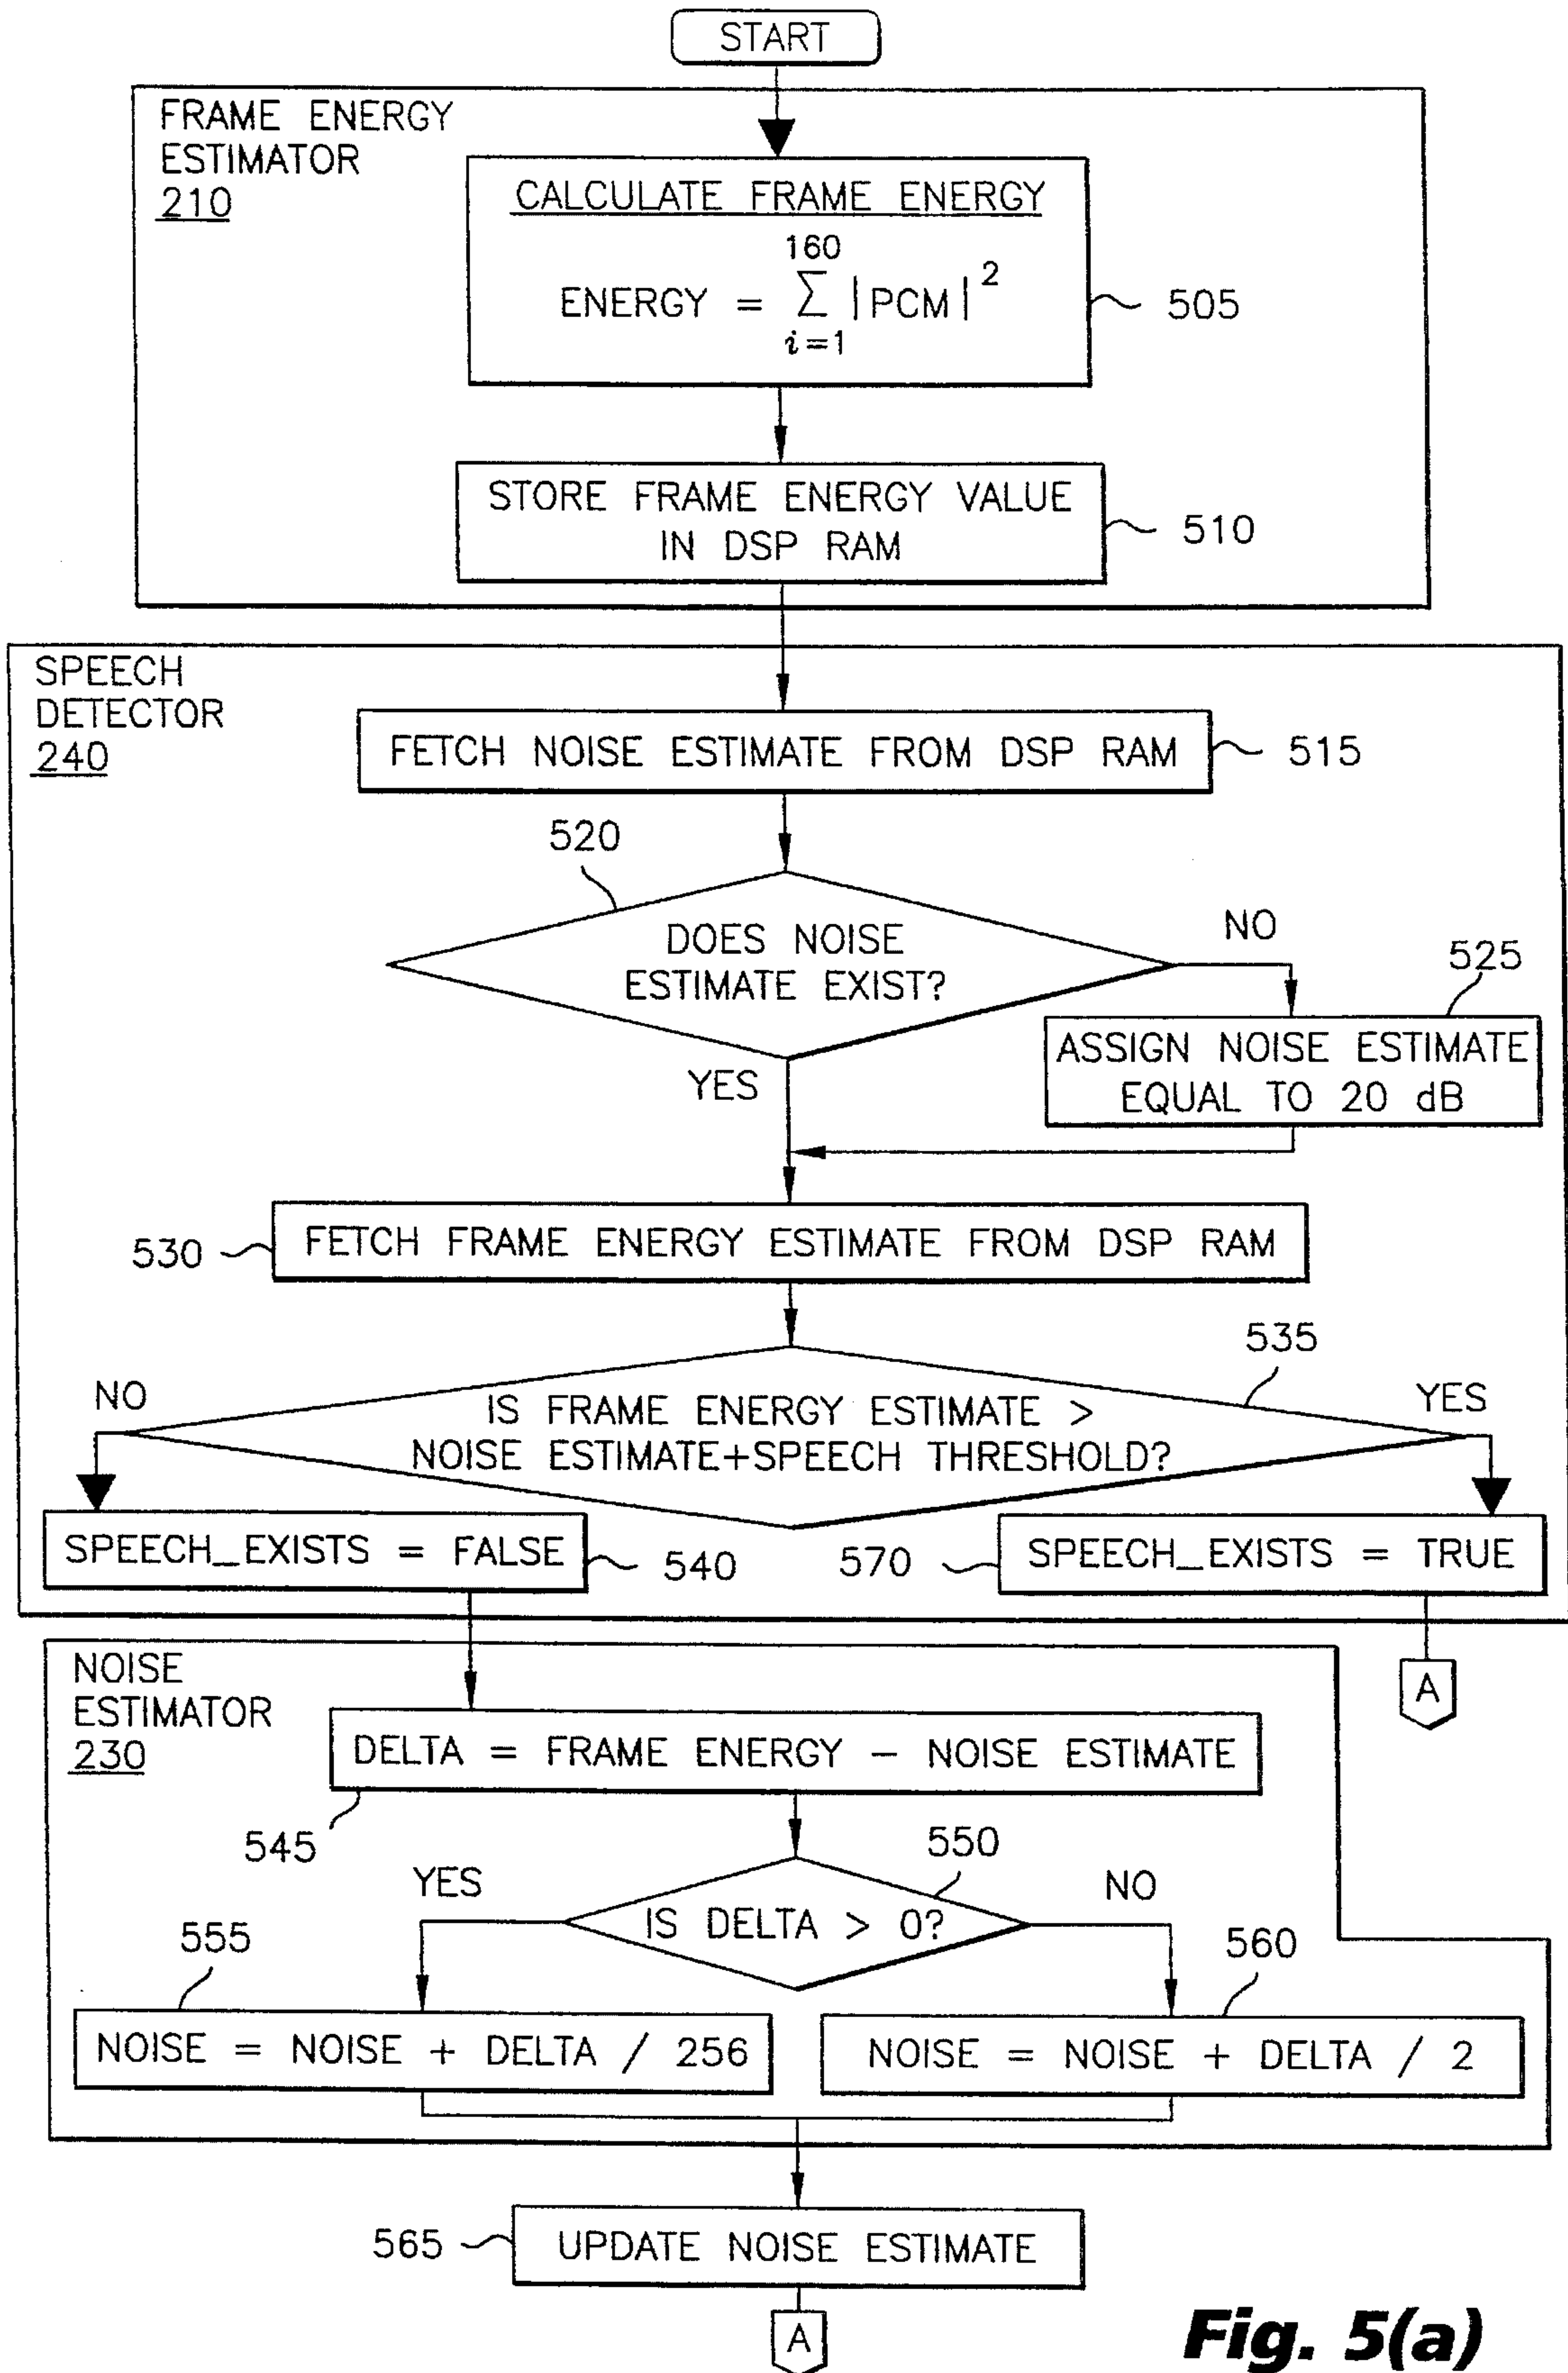 START
FRAME ENERGY
ESTIMATOR
210
CALCULATE FRAME ENERGY
160
ENERGY = Σ |PCM|²
i=1
505
STORE FRAME ENERGY VALUE
IN DSP RAM
510
SPEECH
DETECTOR
240
FETCH NOISE ESTIMATE FROM DSP RAM
515
520
DOES NOISE
ESTIMATE EXIST?
NO
525
ASSIGN NOISE ESTIMATE
EQUAL TO 20 dB
YES
530
FETCH FRAME ENERGY ESTIMATE FROM DSP RAM
535
NO
IS FRAME ENERGY ESTIMATE >
NOISE ESTIMATE+SPEECH THRESHOLD?
YES
SPEECH_EXISTS = FALSE
540
570
SPEECH_EXISTS = TRUE
A
NOISE
ESTIMATOR
230
DELTA = FRAME ENERGY − NOISE ESTIMATE
545
550
YES
IS DELTA > 0?
NO
555
560
NOISE = NOISE + DELTA / 256
NOISE = NOISE + DELTA / 2
565
UPDATE NOISE ESTIMATE
A
Fig. 5(a)